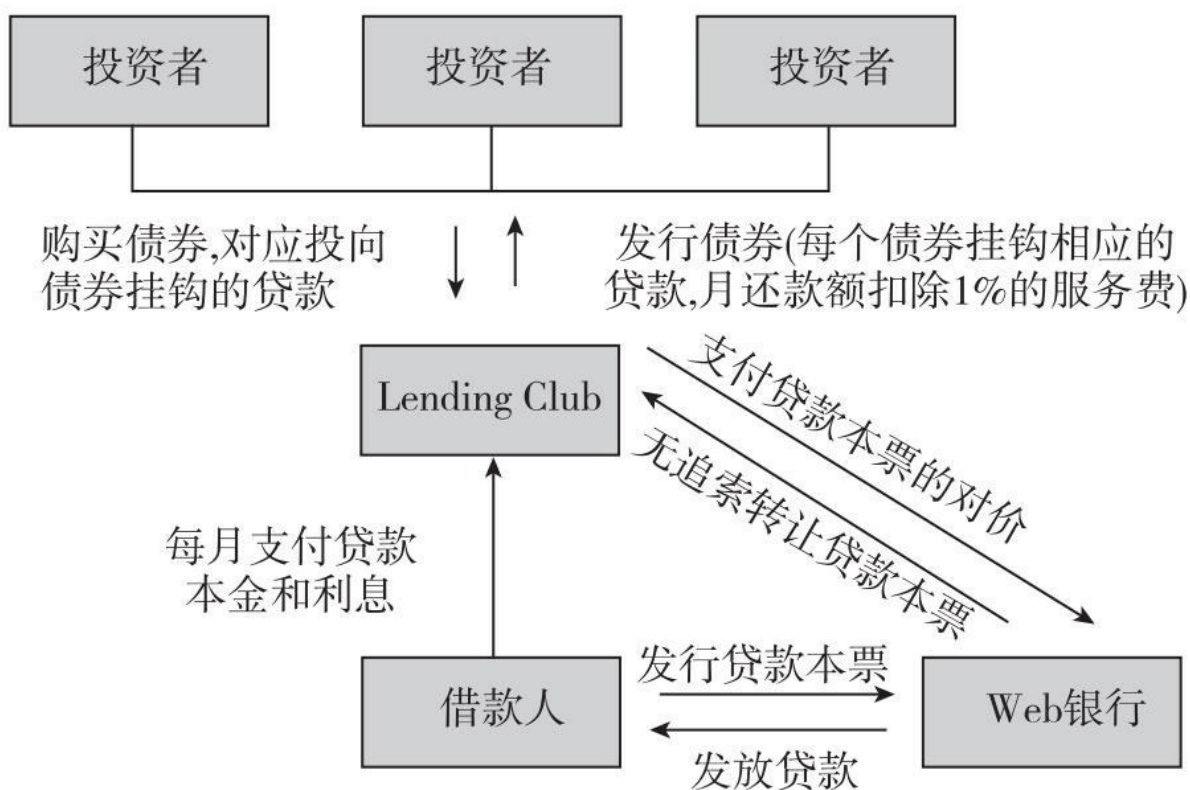 投资者
投资者
投资者
购买债券,对应投向
债券挂钩的贷款
发行债券(每个债券挂钩相应的
贷款,月还款额扣除1%的服务费)
Lending Club
支付贷款本票的对价
无追索转让贷款本票
每月支付贷款
本金和利息
借款人
发行贷款本票
发放贷款
Web银行